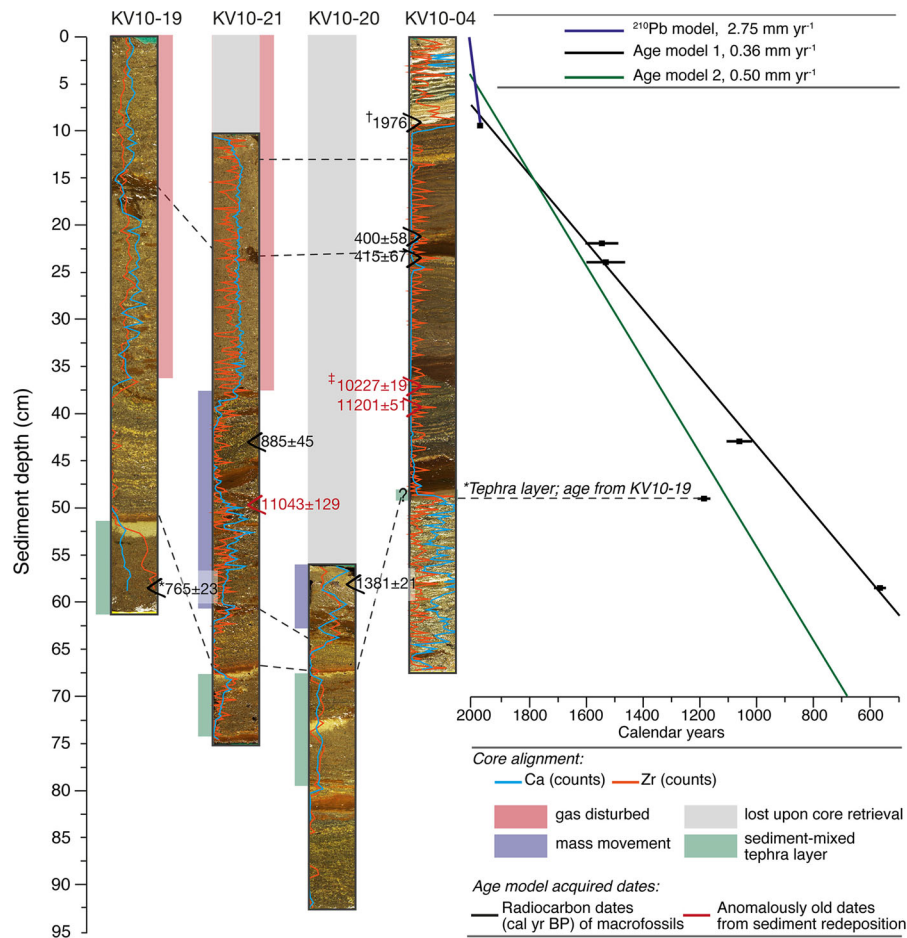 KV10-19 KV10-21 KV10-20 KV10-04
²¹⁰Pb model, 2.75 mm yr⁻¹
Age model 1, 0.36 mm yr⁻¹
Age model 2, 0.50 mm yr⁻¹
Sediment depth (cm)
0
5
10
15
20
25
30
35
40
45
50
55
60
65
70
75
80
85
90
95
†1976
400±58
415±67
‡10227±19
11201±51
885±45
11043±129
?
*Tephra layer; age from KV10-19
*765±23
1381±21
2000 1800 1600 1400 1200 1000 800 600
Calendar years
Core alignment:
Ca (counts) Zr (counts)
gas disturbed
lost upon core retrieval
mass movement
sediment-mixed
tephra layer
Age model acquired dates:
Radiocarbon dates
(cal yr BP) of macrofossils
Anomalously old dates
from sediment redeposition